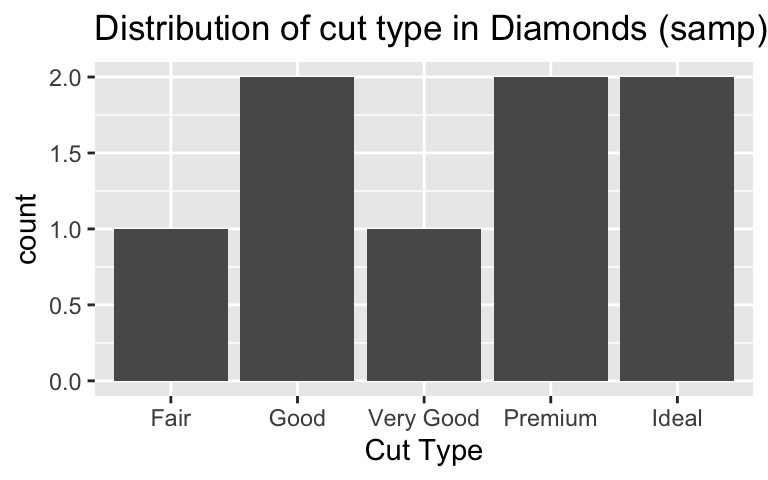 Distribution of cut type in Diamonds (samp)
2.0
1.5
1.0
0.5
0.0
count
Fair Good Very Good Premium Ideal
Cut Type